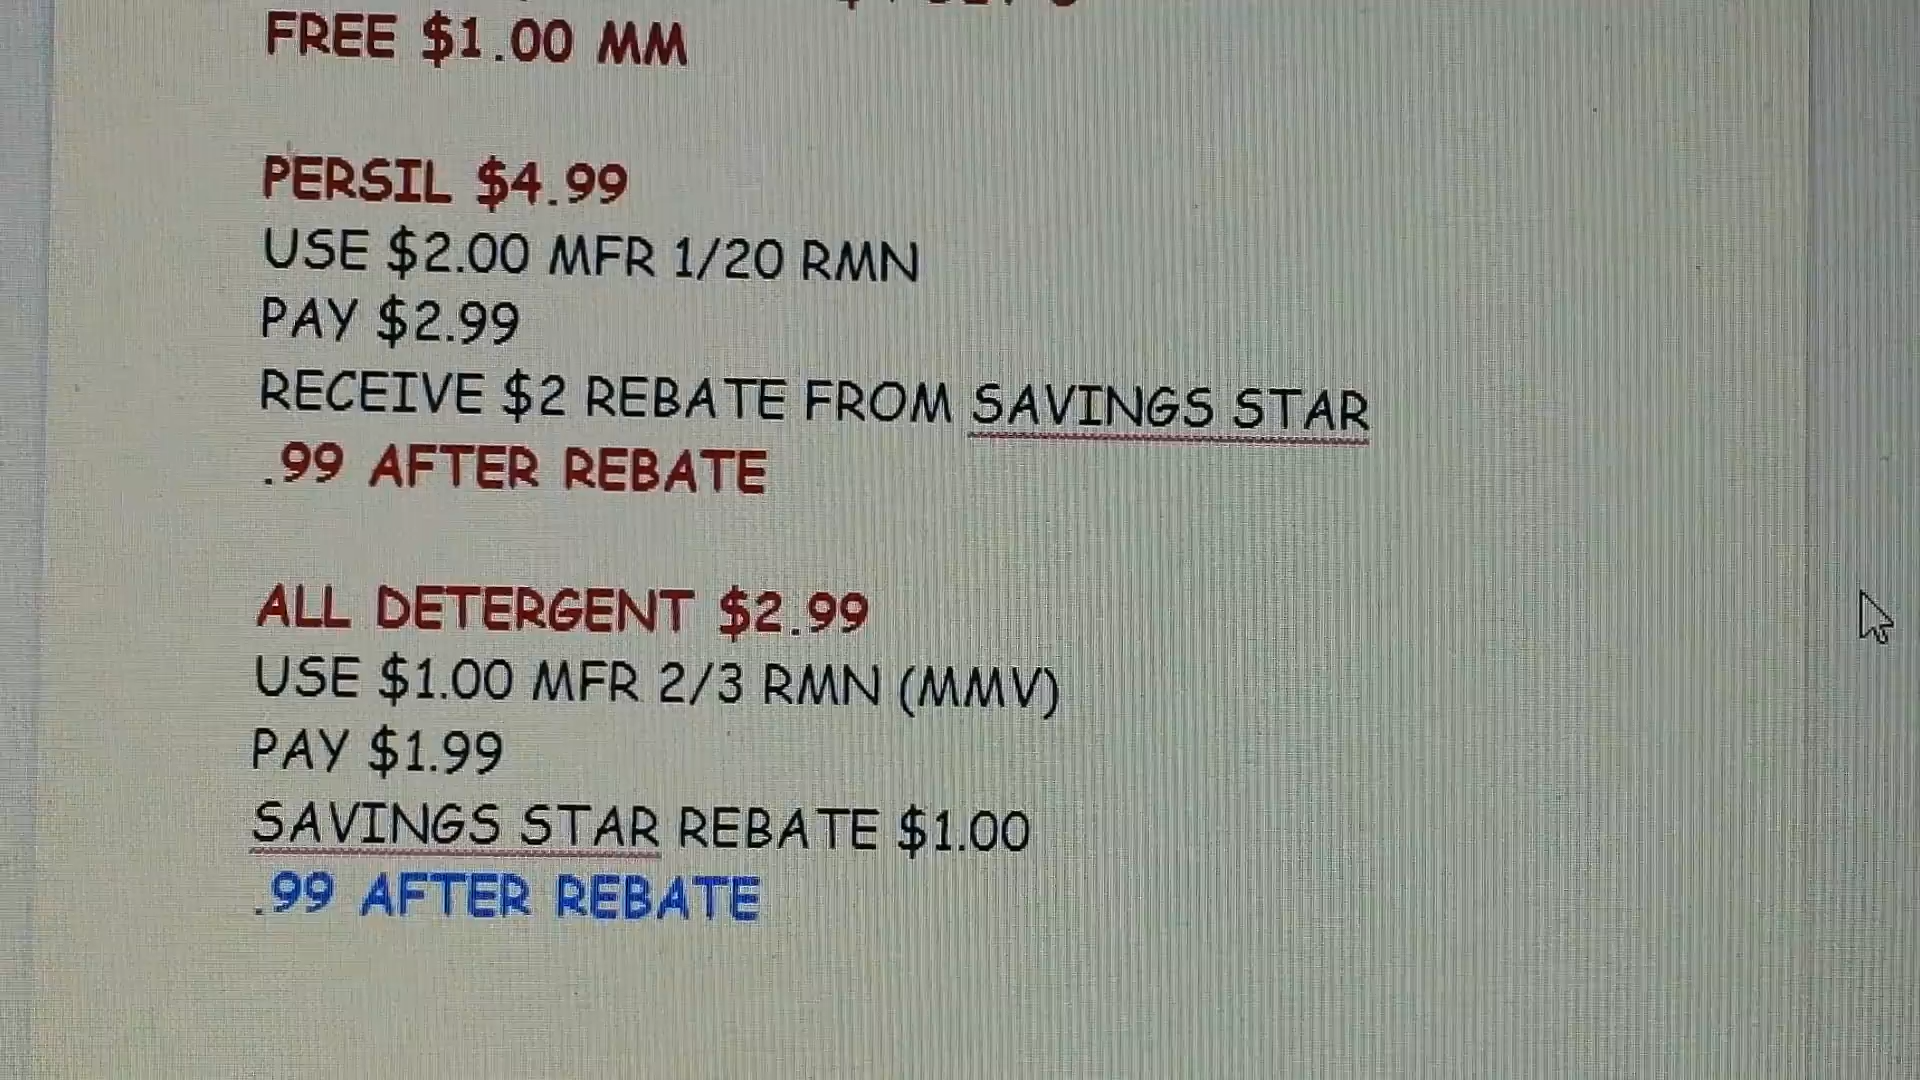 FREE $1.00 MM
PERSIL $4.99
USE $2.00 MFR 1/20 RMN
PAY $2.99
RECEIVE $2 REBATE FROM SAVINGS STAR
.99 AFTER REBATE
ALL DETERGENT $2.99
USE $1.00 MFR 2/3 RMN (MMV)
PAY $1.99
SAVINGS STAR REBATE $1.00
.99 AFTER REBATE